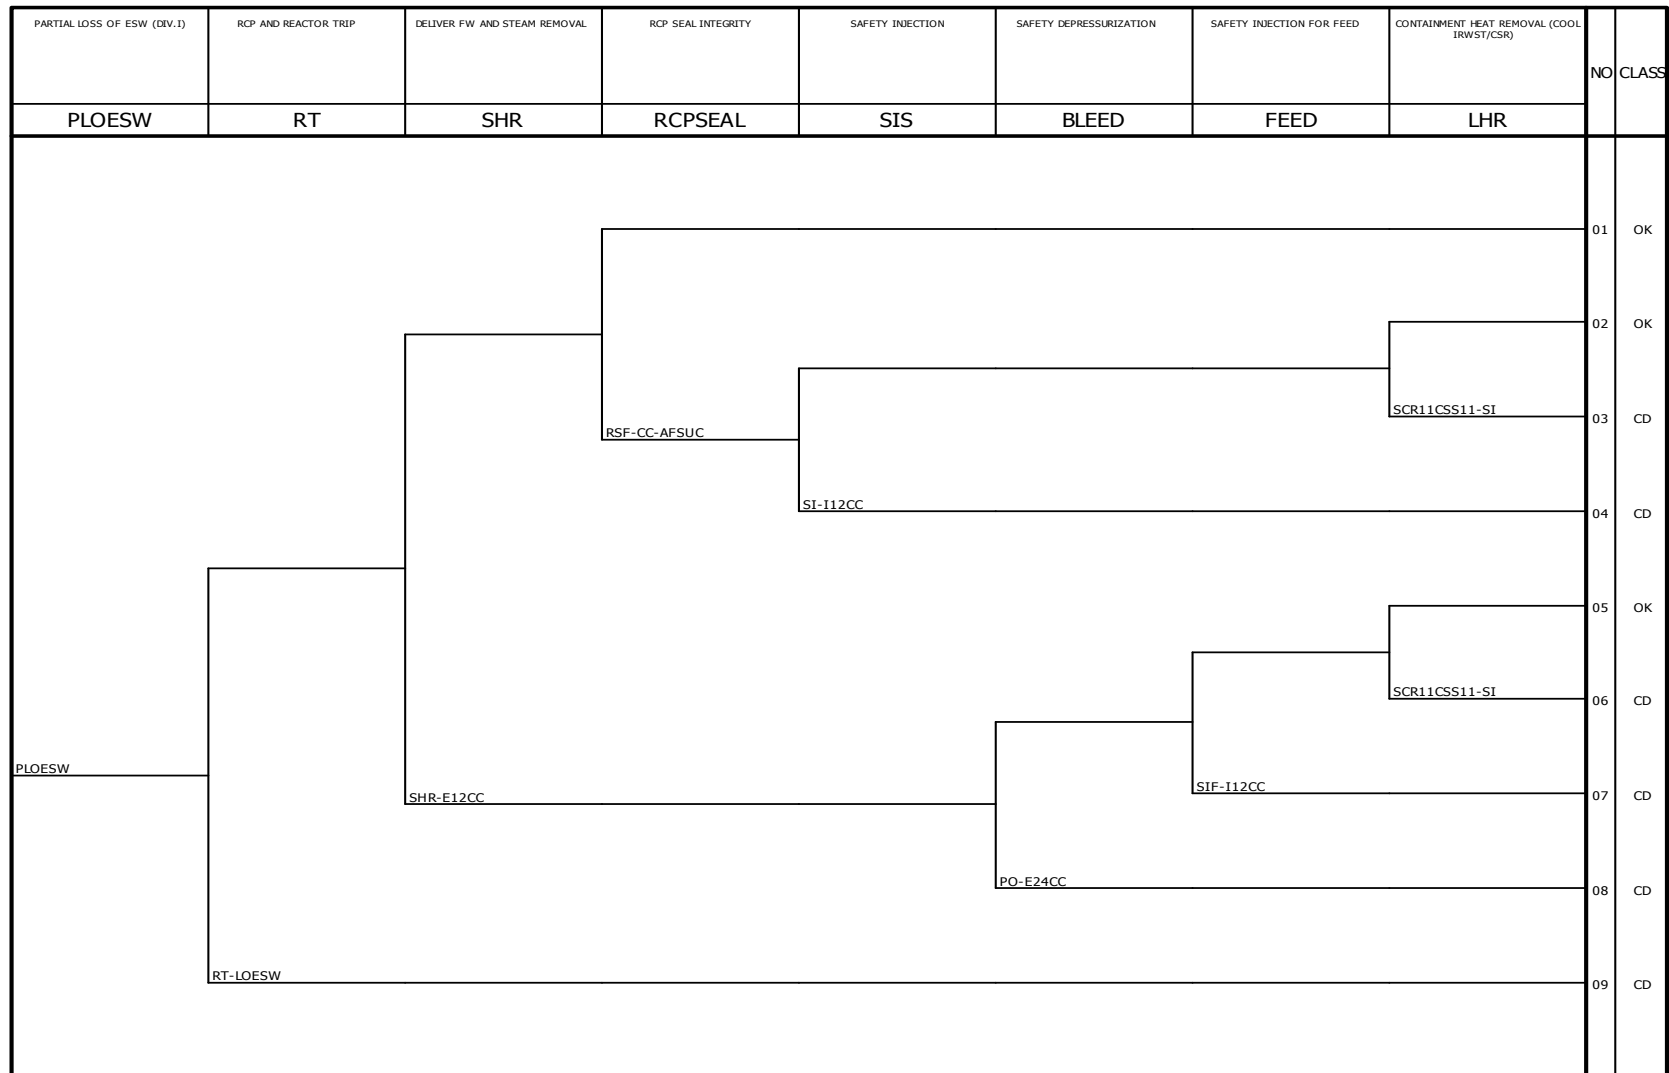 PARTIAL LOSS OF ESW (DIV.I)
RCP AND REACTOR TRIP
DELIVER FW AND STEAM REMOVAL
RCP SEAL INTEGRITY
SAFETY INJECTION
SAFETY DEPRESSURIZATION
SAFETY INJECTION FOR FEED
CONTAINMENT HEAT REMOVAL (COOL
IRWST/CSR)
NO
CLASS
PLOESW
RT
SHR
RCPSEAL
SIS
BLEED
FEED
LHR
01 OK
02 OK
SCR11CSS11-SI
03 CD
RSF-CC-AFSUC
SI-I12CC
04 CD
05 OK
SCR11CSS11-SI
06 CD
PLOESW
SHR-E12CC
SIF-I12CC
07 CD
PO-E24CC
08 CD
RT-LOESW
09 CD